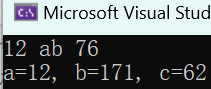 Microsoft Visual Stud
12 ab 76
a=12, b=171, c=62